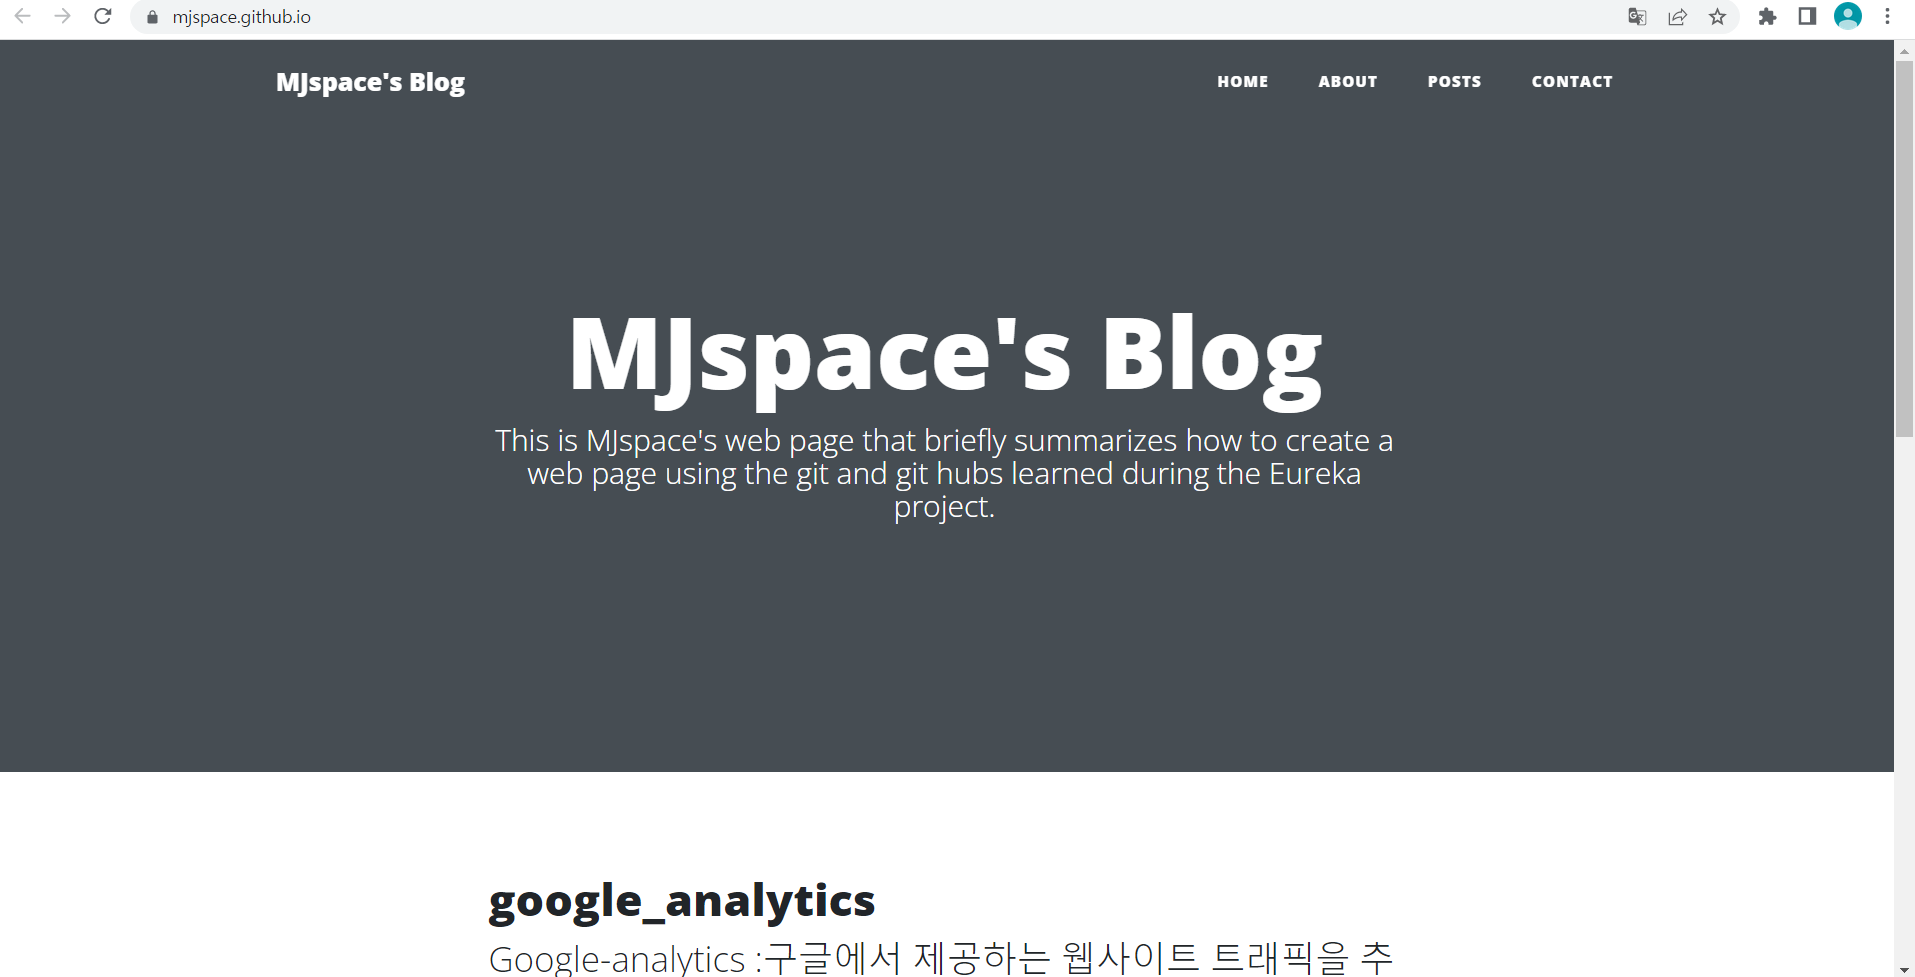 mjspace.github.io
MJspace's Blog
HOME ABOUT POSTS CONTACT
MJspace's Blog
This is MJspace's web page that briefly summarizes how to create a
web page using the git and git hubs learned during the Eureka
project.
google_analytics
Google-analytics :구글에서 제공하는 웹사이트 트래픽을 추